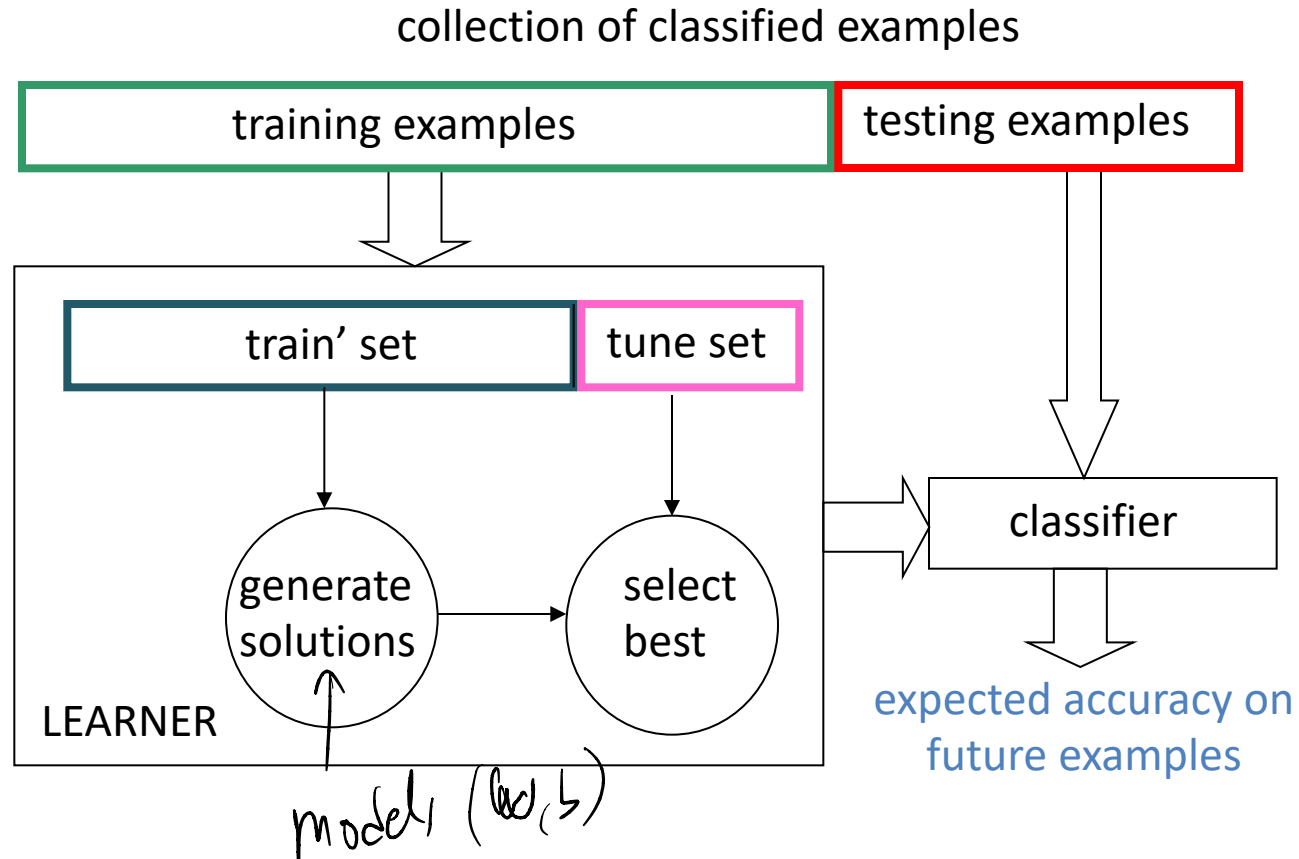 collection of classified examples
training examples
testing examples
train’ set
tune set
generate
solutions
select
best
classifier
LEARNER
expected accuracy on
future examples